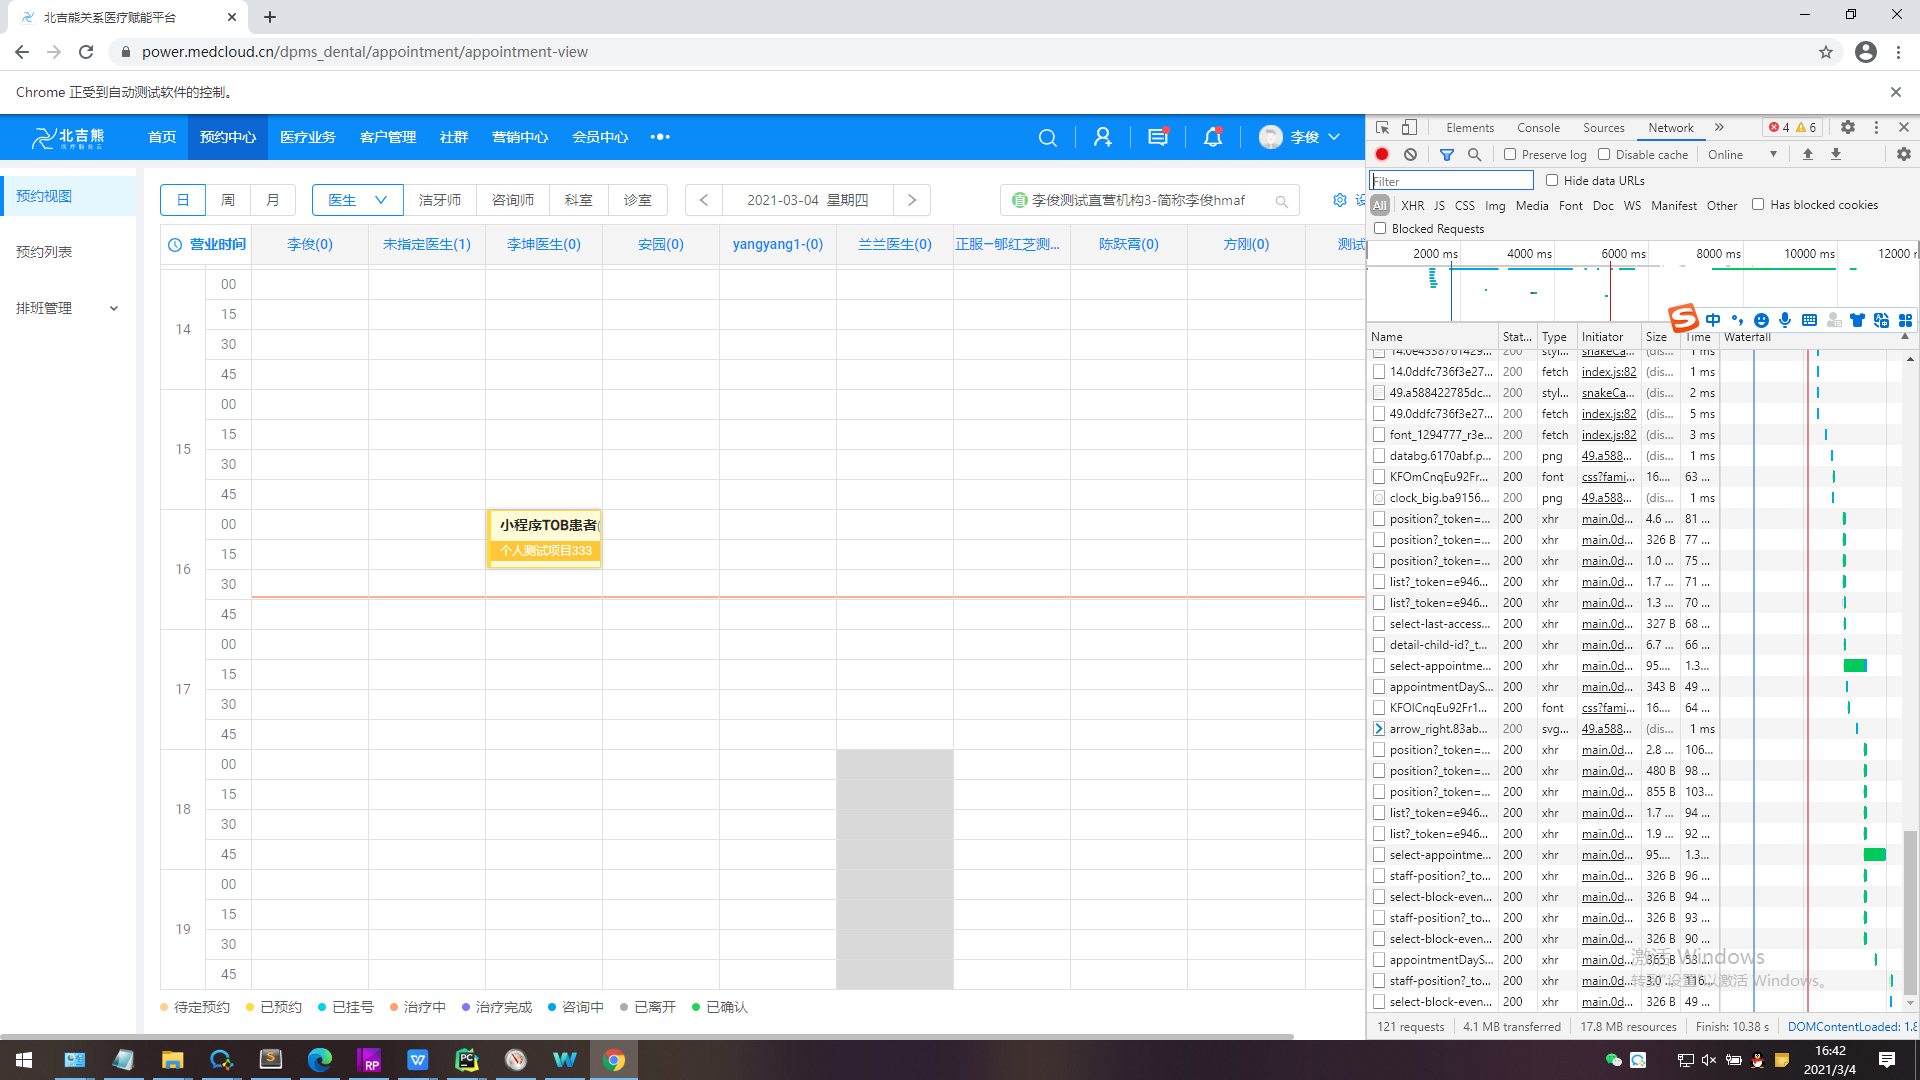 北吉熊关系医疗赋能平台
power.medcloud.cn/dpms_dental/appointment/appointment-view
Chrome 正受到自动测试软件的控制。
北吉熊
医疗服务云
首页 预约中心 医疗业务 客户管理 社群 营销中心 会员中心 •••
李俊
预约视图
预约列表
排班管理
日 周 月 医生 洁牙师 咨询师 科室 诊室 2021-03-04 星期四 直 李俊测试直营机构3-简称李俊hmaf
营业时间 李俊(0) 未指定医生(1) 李坤医生(0) 安园(0) yangyang1-(0) 兰兰医生(0) 正服一郇红芝测... 陈跃霄(0) 方刚(0) 测试
14 00 15 30 45
15 00 15 30 45
16 00 15 30 45
小程序TOB患者(
个人测试项目333
17 00 15 30 45
18 00 15 30 45
19 00 15 30 45
待定预约 已预约 已挂号 治疗中 治疗完成 咨询中 已离开 已确认
Elements Console Sources Network » 4 6
Preserve log Disable cache Online
Filter Hide data URLs
All XHR JS CSS Img Media Font Doc WS Manifest Other Has blocked cookies
Blocked Requests
2000 ms 4000 ms 6000 ms 8000 ms 10000 ms 12000
中
Name Stat... Type Initiator Size Time Waterfall
14.0ddfc736f3e27... 200 fetch index.js:82 (dis... 1 ms
49.a588422785dc... 200 styl... snakeCa... (dis... 2 ms
49.0ddfc736f3e27... 200 fetch index.js:82 (dis... 5 ms
font_1294777_r3e... 200 fetch index.js:82 (dis... 3 ms
databg.6170abf.p... 200 png 49.a588... (dis... 1 ms
KFOmCnqEu92Fr... 200 font css?fami... 16.... 63 ...
clock_big.ba9156... 200 png 49.a588... (dis... 1 ms
position?_token=... 200 xhr main.0d... 4.6 ... 81 ...
position?_token=... 200 xhr main.0d... 326 B 77 ...
position?_token=... 200 xhr main.0d... 1.0 ... 75 ...
list?_token=e946... 200 xhr main.0d... 1.7 ... 71 ...
list?_token=e946... 200 xhr main.0d... 1.3 ... 70 ...
select-last-access... 200 xhr main.0d... 327 B 68 ...
detail-child-id?_t... 200 xhr main.0d... 6.7 ... 66 ...
select-appointme... 200 xhr main.0d... 95.... 1.3...
appointmentDayS... 200 xhr main.0d... 343 B 49 ...
KFOlCnqEu92Fr1... 200 font css?fami... 16.... 64 ...
arrow_right.83ab... 200 svg... 49.a588... (dis... 1 ms
position?_token=... 200 xhr main.0d... 2.8 ... 106...
position?_token=... 200 xhr main.0d... 480 B 98 ...
position?_token=... 200 xhr main.0d... 855 B 103...
list?_token=e946... 200 xhr main.0d... 1.7 ... 94 ...
list?_token=e946... 200 xhr main.0d... 1.9 ... 92 ...
select-appointme... 200 xhr main.0d... 95.... 1.3...
staff-position?_to... 200 xhr main.0d... 326 B 96 ...
select-block-even... 200 xhr main.0d... 326 B 94 ...
staff-position?_to... 200 xhr main.0d... 326 B 93 ...
select-block-even... 200 xhr main.0d... 326 B 90 ...
appointmentDayS... 200 xhr main.0d...
staff-position?_to... 200 xhr main.0d...
select-block-even... 200 xhr main.0d... 326 B 49 ...
激活 Windows
转到"设置"以激活 Windows。
121 requests 4.1 MB transferred 17.8 MB resources Finish: 10.38 s DOMContentLoaded: 1.8
16:42
2021/3/4